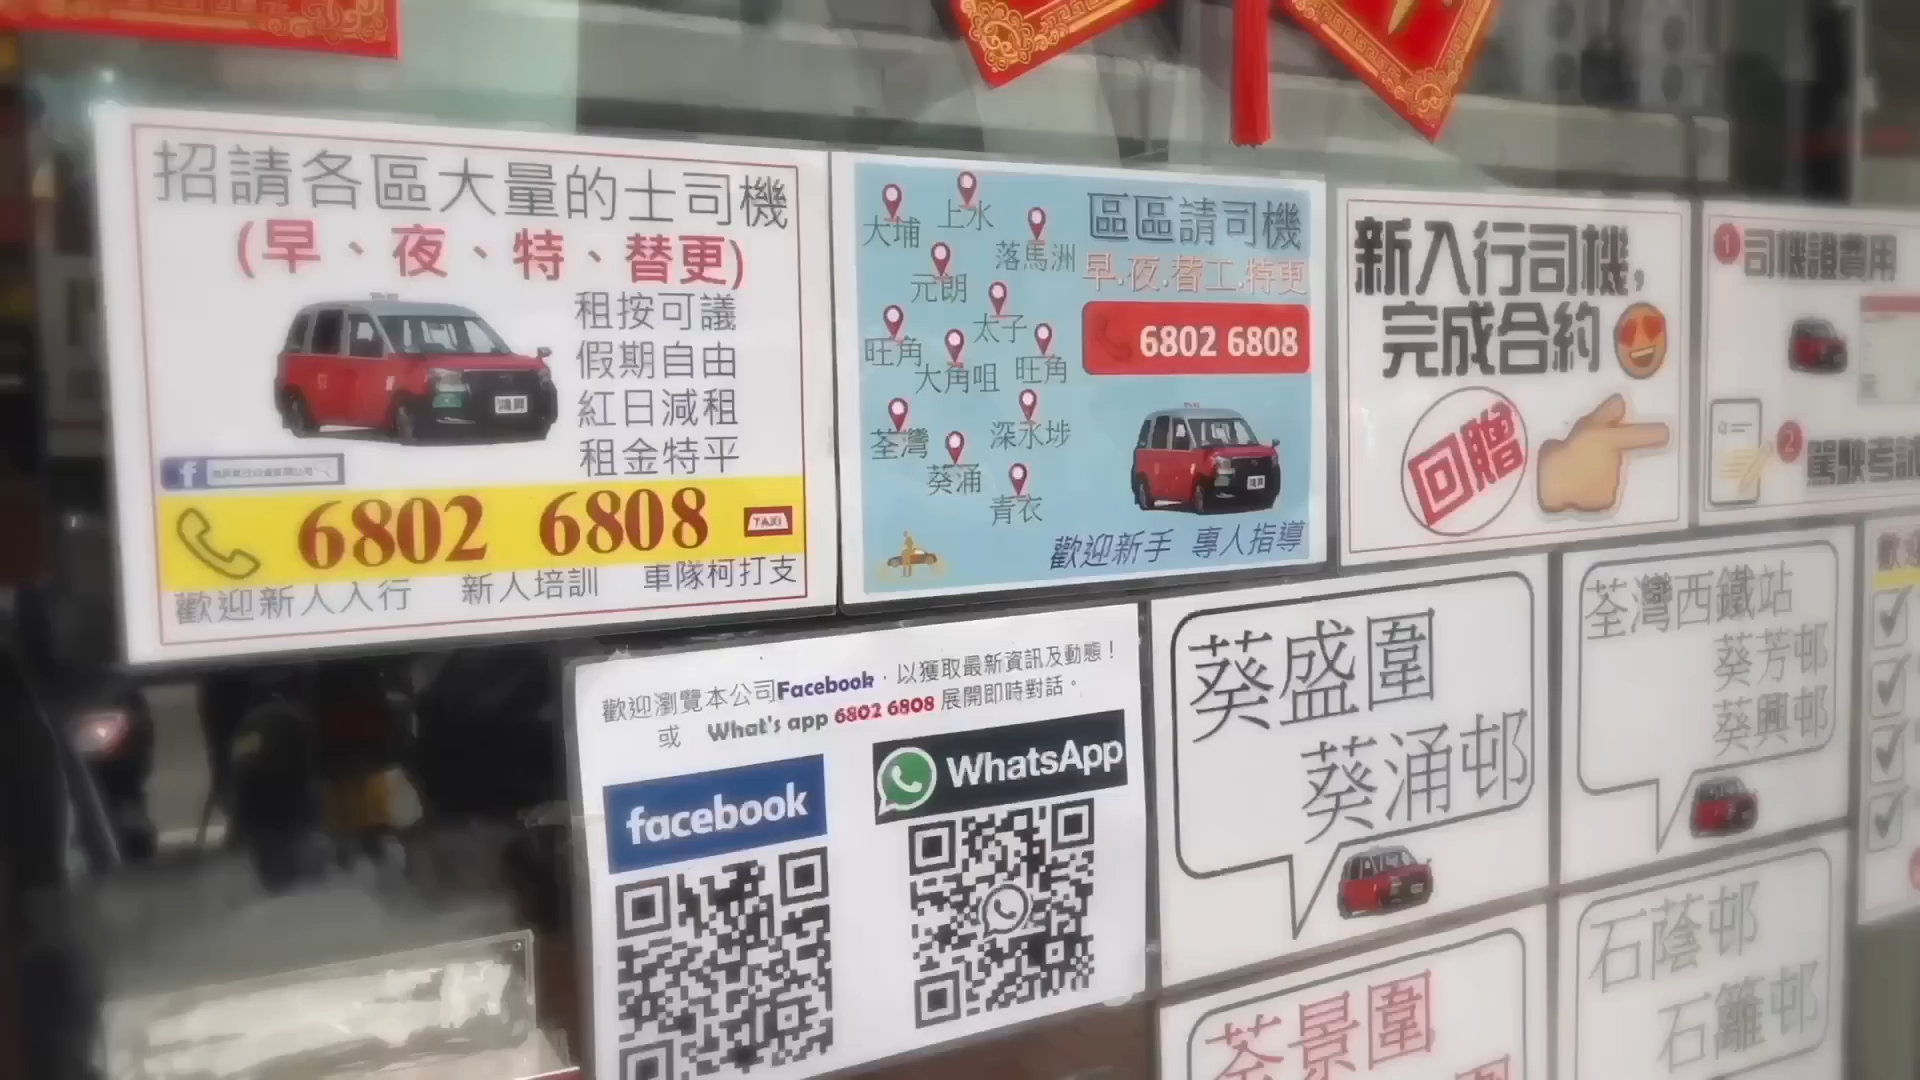 招請各區大量的士司機
(早、夜、特、替更)
租按可議
假期自由
紅日減租
租金特平
6802 6808
TAXI
歡迎新人入行 新人培訓 車隊柯打支
大埔
上水
落馬洲
元朗
太子
旺角
大角咀
旺角
荃灣
深水埗
葵涌
青衣
區區請司機
早.夜.替工.特更
6802 6808
歡迎新手 專人指導
新入行司機,
完成合約
回贈
1 司機證費用
2 駕駛考試
歡迎瀏覽本公司Facebook，以獲取最新資訊及動態！
或 What's app 6802 6808 展開即時對話。
facebook
WhatsApp
葵盛圍
葵涌邨
荃灣西鐵站
葵芳邨
葵興邨
荃景圍
石蔭邨
石籬邨